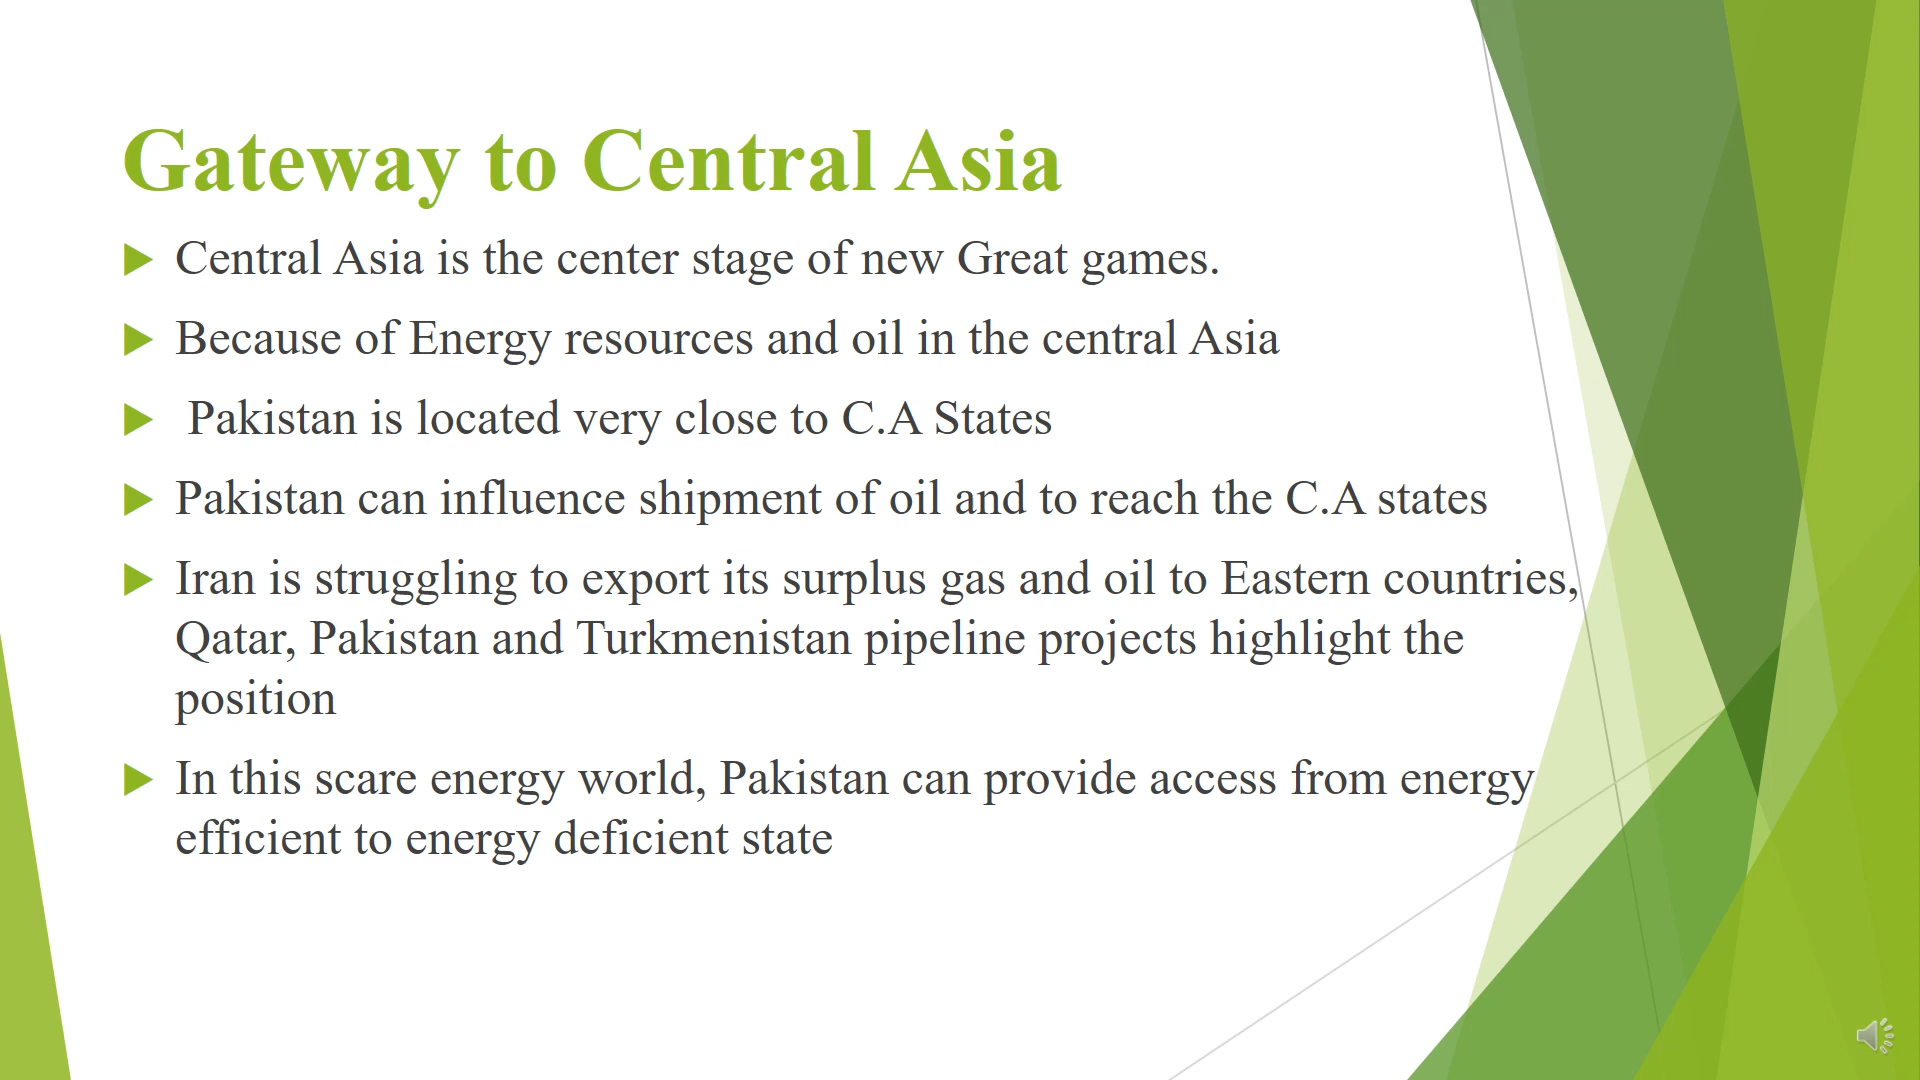 Gateway to Central Asia
Central Asia is the center stage of new Great games.
Because of Energy resources and oil in the central Asia
Pakistan is located very close to C.A States
Pakistan can influence shipment of oil and to reach the C.A states
Iran is struggling to export its surplus gas and oil to Eastern countries,
Qatar, Pakistan and Turkmenistan pipeline projects highlight the
position
In this scare energy world, Pakistan can provide access from energy
efficient to energy deficient state